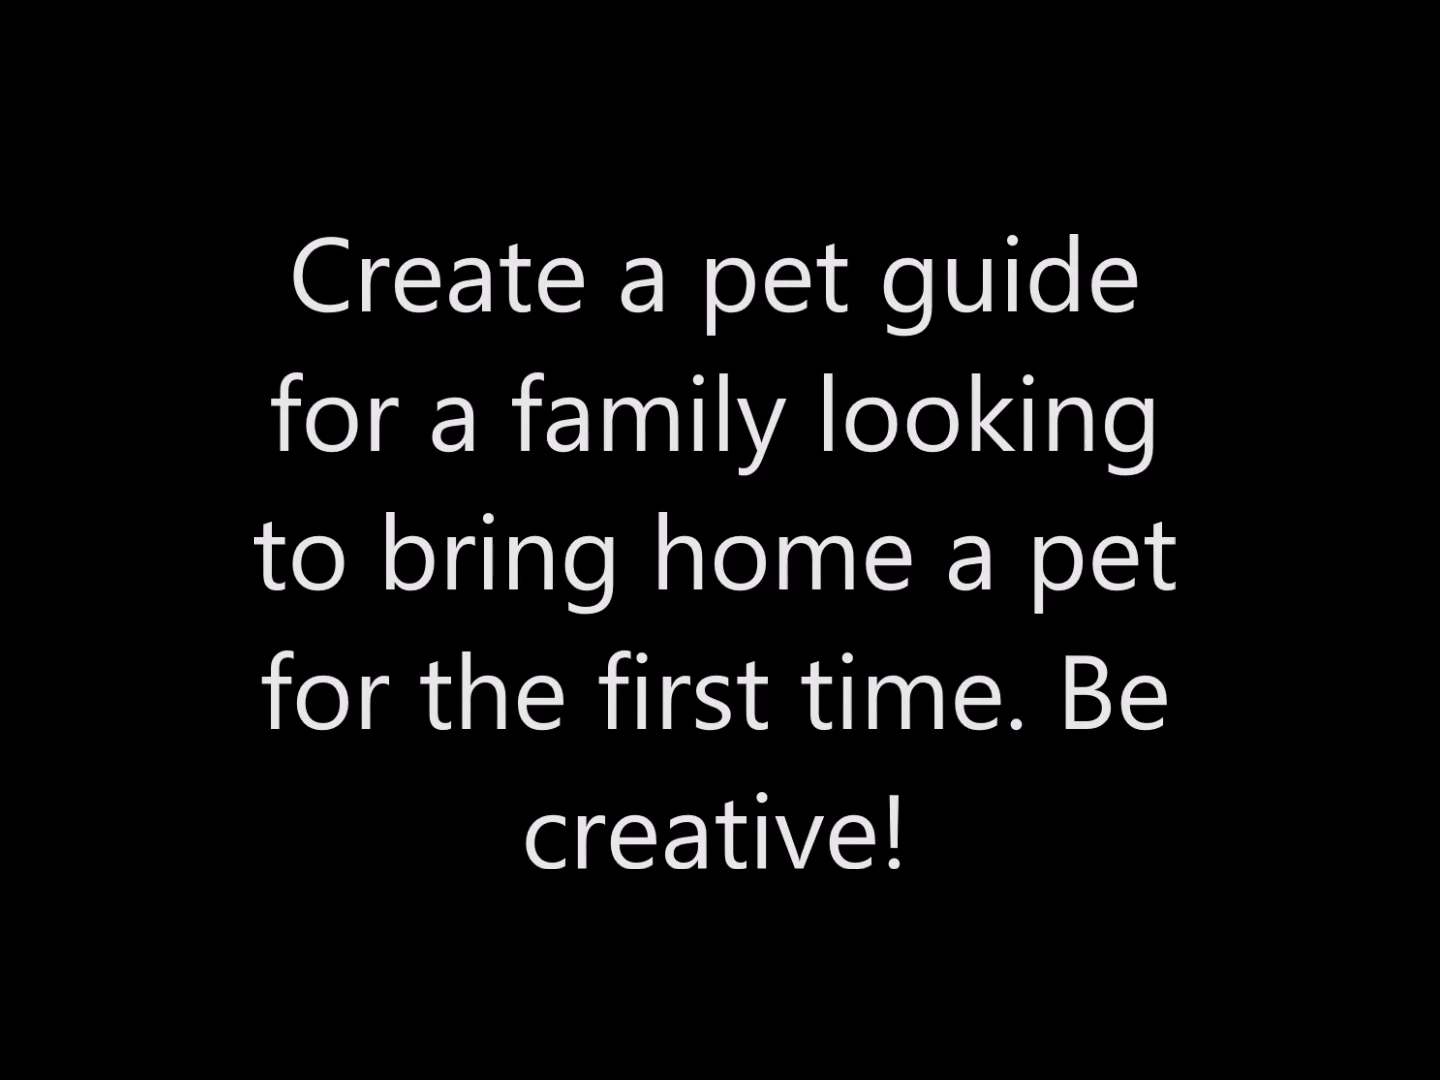 Create a pet guide
for a family looking
to bring home a pet
for the first time. Be
creative!